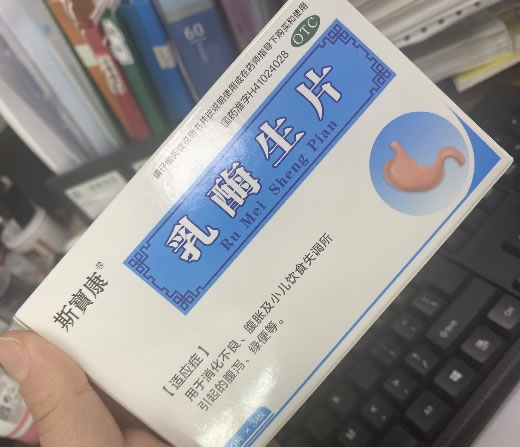 OTC
请仔细阅读说明书并按说明使用或在药师指导下购买和使用
国药准字H41024028
乳酶生片
Ru Mei Sheng Pian
斯寶康®
【适应症】
用于消化不良、腹胀及小儿饮食失调所
引起的腹泻、绿便等。
60